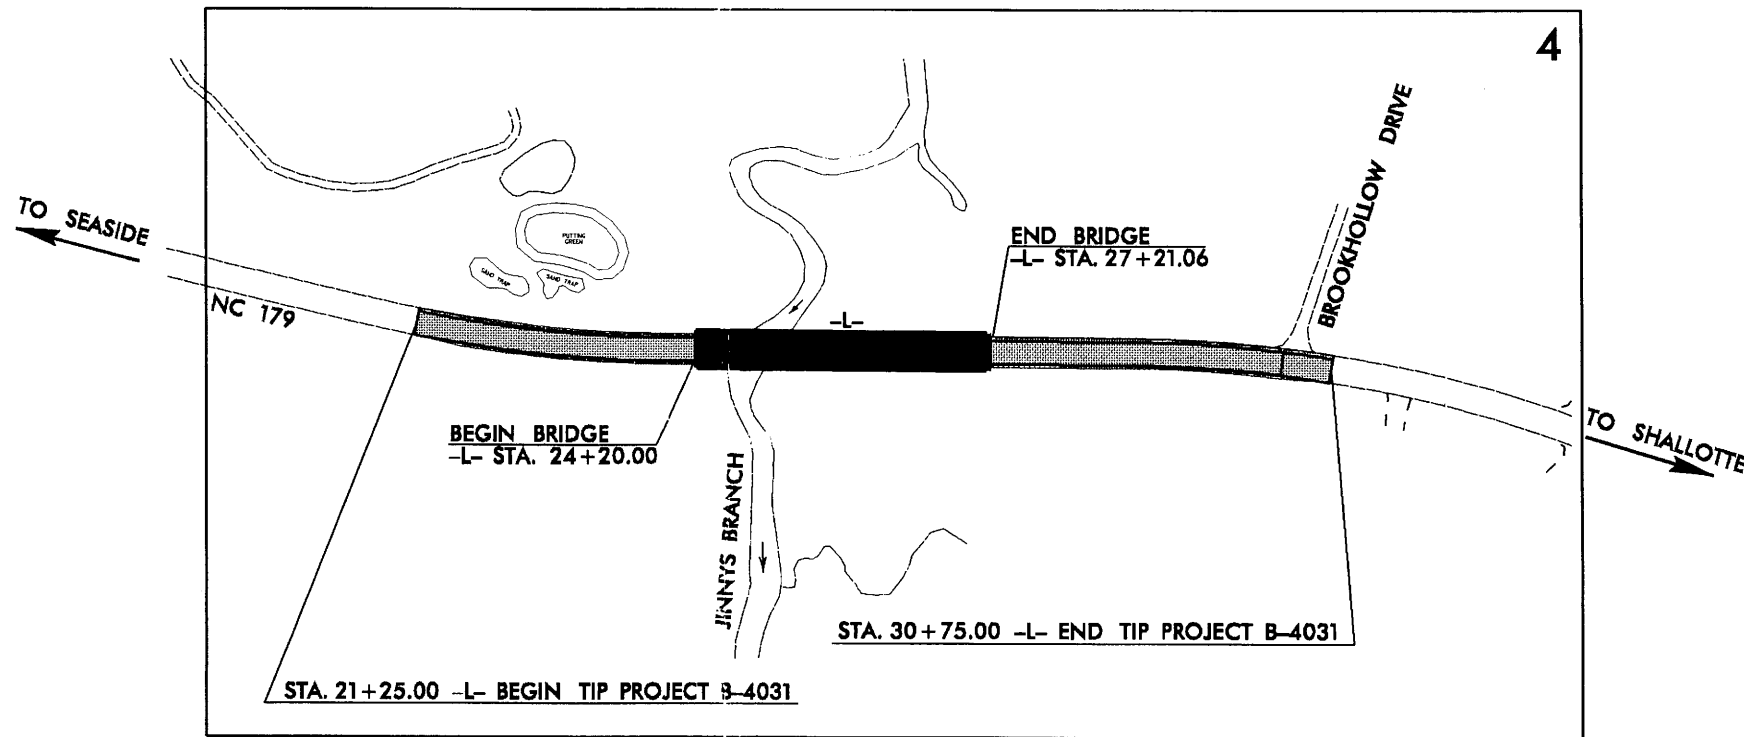 4
BROOKHOLLOW DRIVE
TO SEASIDE
PUTTING
GREEN
SAND TRAP
SAND TRAP
END BRIDGE
-L- STA. 27+21.06
NC 179
-L-
BEGIN BRIDGE
-L- STA. 24+20.00
TO SHALLOTTE
JINNYS BRANCH
STA. 30+75.00 -L- END TIP PROJECT B-4031
STA. 21+25.00 -L- BEGIN TIP PROJECT B-4031